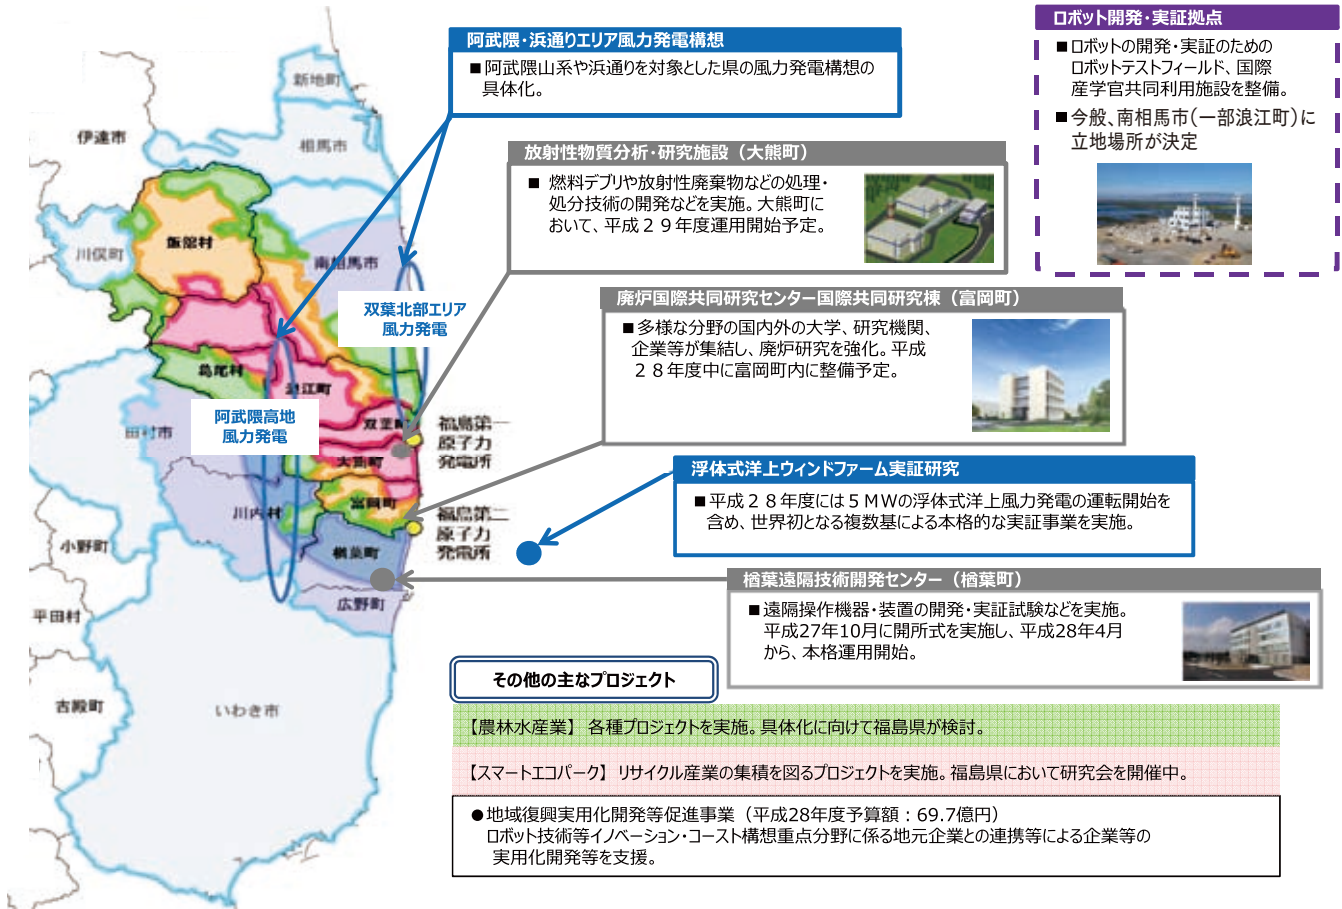 阿武隈・浜通りエリア風力発電構想
■阿武隈山系や浜通りを対象とした県の風力発電構想の
具体化。
ロボット開発・実証拠点
■ロボットの開発・実証のための
ロボットテストフィールド、国際
産学官共同利用施設を整備。
■今般、南相馬市(一部浪江町)に
立地場所が決定
放射性物質分析・研究施設（大熊町）
■ 燃料デブリや放射性廃棄物などの処理・
処分技術の開発などを実施。大熊町に
おいて、平成２９年度運用開始予定。
廃炉国際共同研究センター国際共同研究棟（富岡町）
■多様な分野の国内外の大学、研究機関、
企業等が集結し、廃炉研究を強化。平成
２８年度中に富岡町内に整備予定。
浮体式洋上ウィンドファーム実証研究
■平成２８年度には５ＭＷの浮体式洋上風力発電の運転開始を
含め、世界初となる複数基による本格的な実証事業を実施。
楢葉遠隔技術開発センター（楢葉町）
■遠隔操作機器・装置の開発・実証試験などを実施。
平成27年10月に開所式を実施し、平成28年4月
から、本格運用開始。
新地町
伊達市
相馬市
飯舘村
川俣町
南相馬市
双葉北部エリア
風力発電
葛尾村
浪江町
阿武隈高地
風力発電
田村市
双葉町
福島第一
原子力
発電所
大熊町
富岡町
川内村
福島第二
原子力
発電所
小野町
楢葉町
広野町
平田村
古殿町
いわき市
その他の主なプロジェクト
【農林水産業】 各種プロジェクトを実施。具体化に向けて福島県が検討。
【スマートエコパーク】 リサイクル産業の集積を図るプロジェクトを実施。福島県において研究会を開催中。
●地域復興実用化開発等促進事業（平成28年度予算額：69.7億円）
ロボット技術等イノベーション・コースト構想重点分野に係る地元企業との連携等による企業等の
実用化開発等を支援。